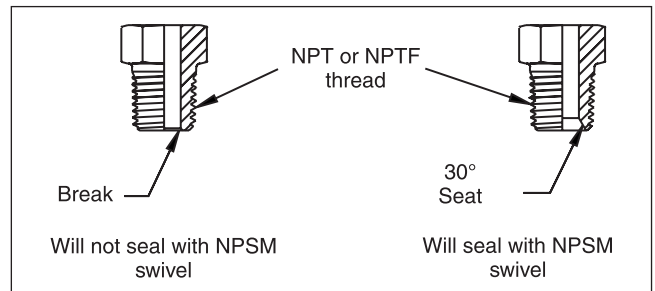 NPT or NPTF
thread
Break
30°
Seat
Will not seal with NPSM
swivel
Will seal with NPSM
swivel